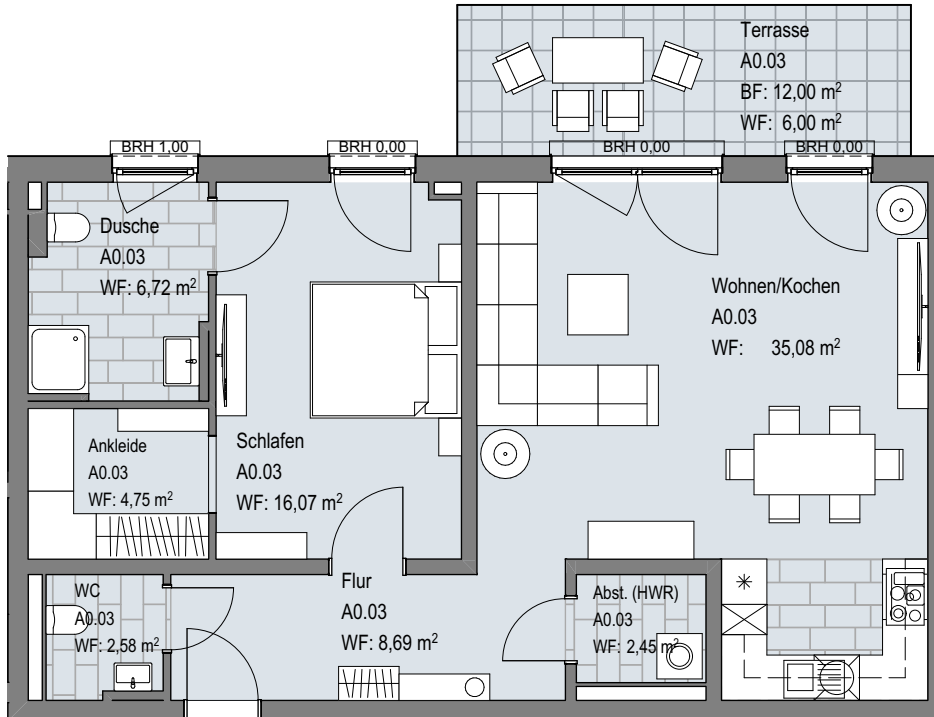 Terrasse
A0.03
BF: 12,00 m²
WF: 6,00 m²
BRH 1,00
BRH 0,00
BRH 0,00
BRH 0,00
Dusche
A0.03
WF: 6,72 m²
Wohnen/Kochen
A0.03
WF: 35,08 m²
Ankleide
A0.03
WF: 4,75 m²
Schlafen
A0.03
WF: 16,07 m²
WC
A0.03
WF: 2,58 m²
Flur
A0.03
WF: 8,69 m²
Abst. (HWR)
A0.03
WF: 2,45 m²